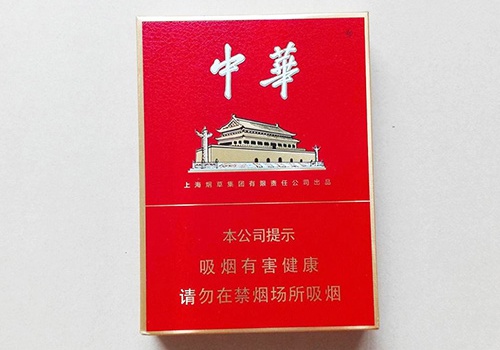 中華
上海烟草集团有限责任公司出品
本公司提示
吸烟有害健康
请勿在禁烟场所吸烟